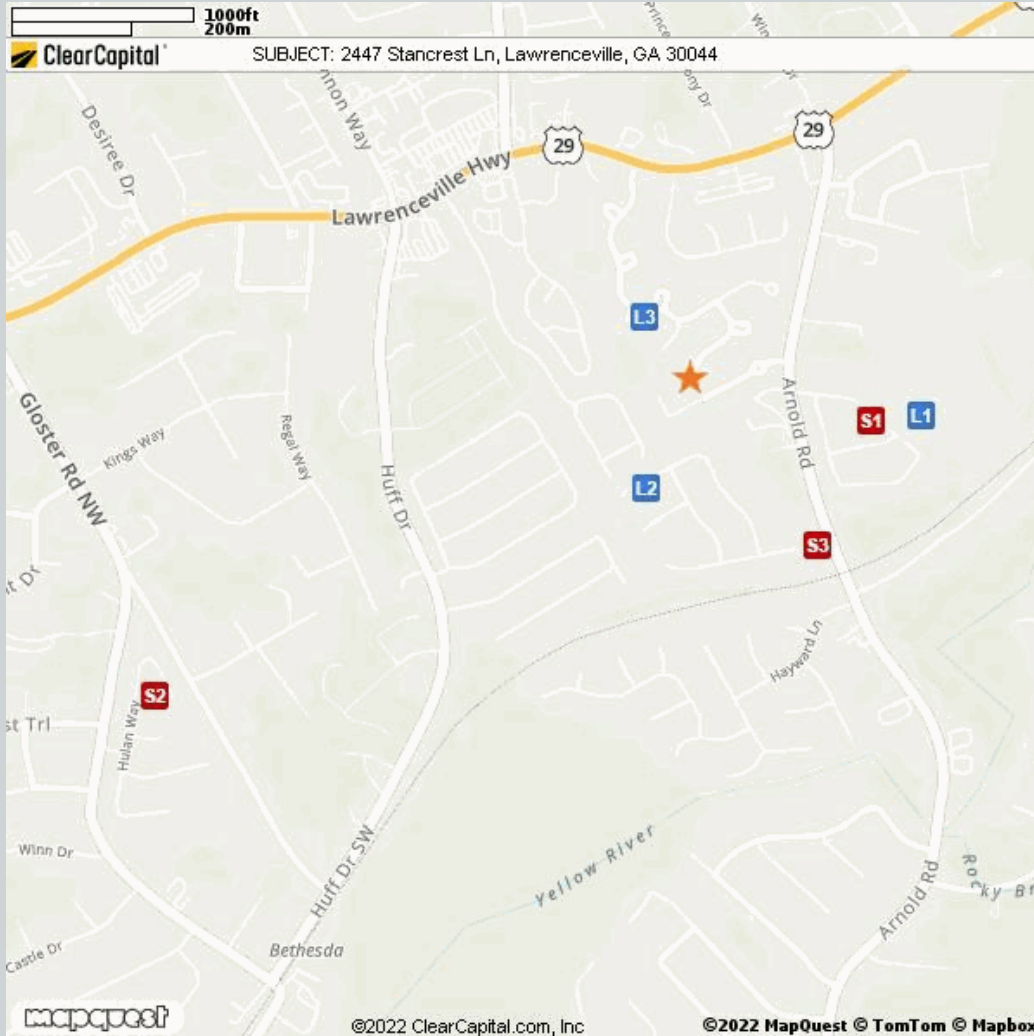 1000ft
200m
ClearCapital
SUBJECT: 2447 Stancrest Ln, Lawrenceville, GA 30044
Desiree Dr
29
29
Lawrenceville Hwy
L3
Gloster Rd NW
Kings Way
Regal Way
Huff Dr
Arnold Rd
S1
L1
L2
S3
Hayward Ln
S2
Hulan Way
st Trl
Winn Dr
Huff Dr SW
Yellow River
Arnold Rd
Castle Dr
Bethesda
mapquest
©2022 ClearCapital.com, Inc
©2022 MapQuest © TomTom © Mapbox